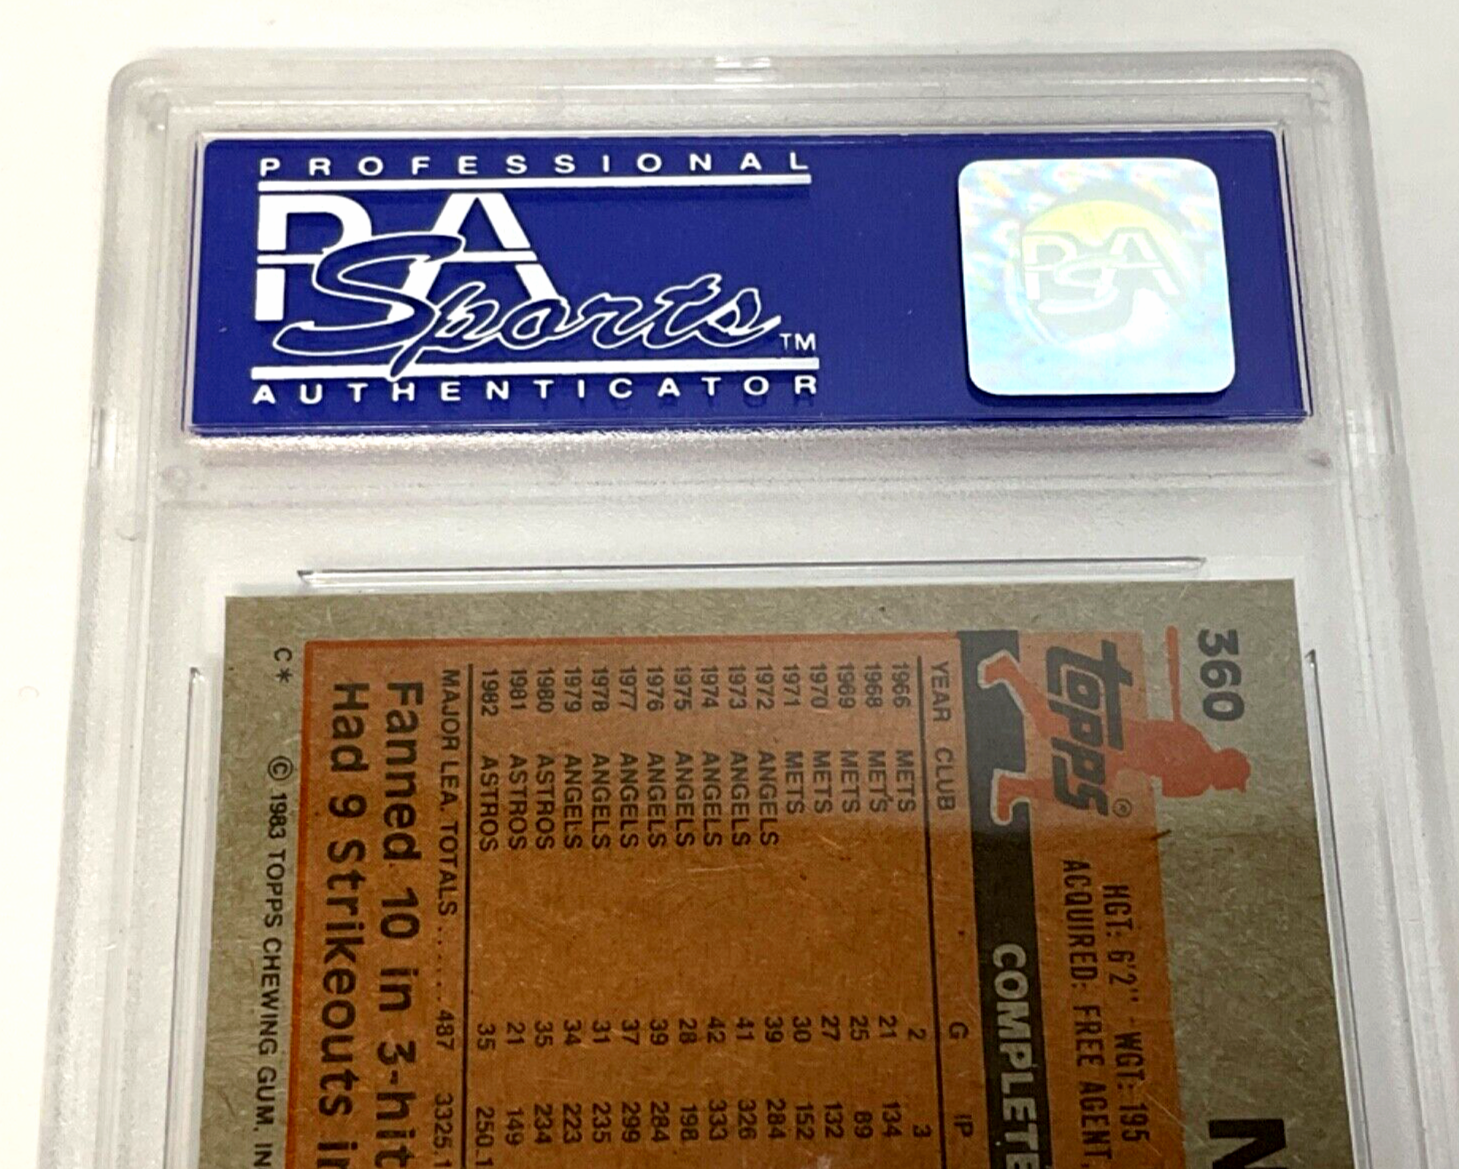 PROFESSIONAL
PSA
Sports TM
AUTHENTICATOR
PSA
360
topps®
HGT: 6'2" WGT: 195
ACQUIRED: FREE AGENT,
COMPLETE
YEAR CLUB G IP
1966 METS 2 3
1968 METS 21 134
1969 METS 25 89
1970 METS 27 132
1971 METS 30 152
1972 ANGELS 39 284
1973 ANGELS 41 326
1974 ANGELS 42 333
1975 ANGELS 28 198
1976 ANGELS 39 284
1977 ANGELS 37 299
1978 ANGELS 31 235
1979 ANGELS 34 223
1980 ASTROS 35 234
1981 ASTROS 21 149
1982 ASTROS 35 250.1
MAJOR LEA. TOTALS...... 487 3325.1
Fanned 10 in 3-hit
Had 9 Strikeouts in
C* © 1983 TOPPS CHEWING GUM, IN